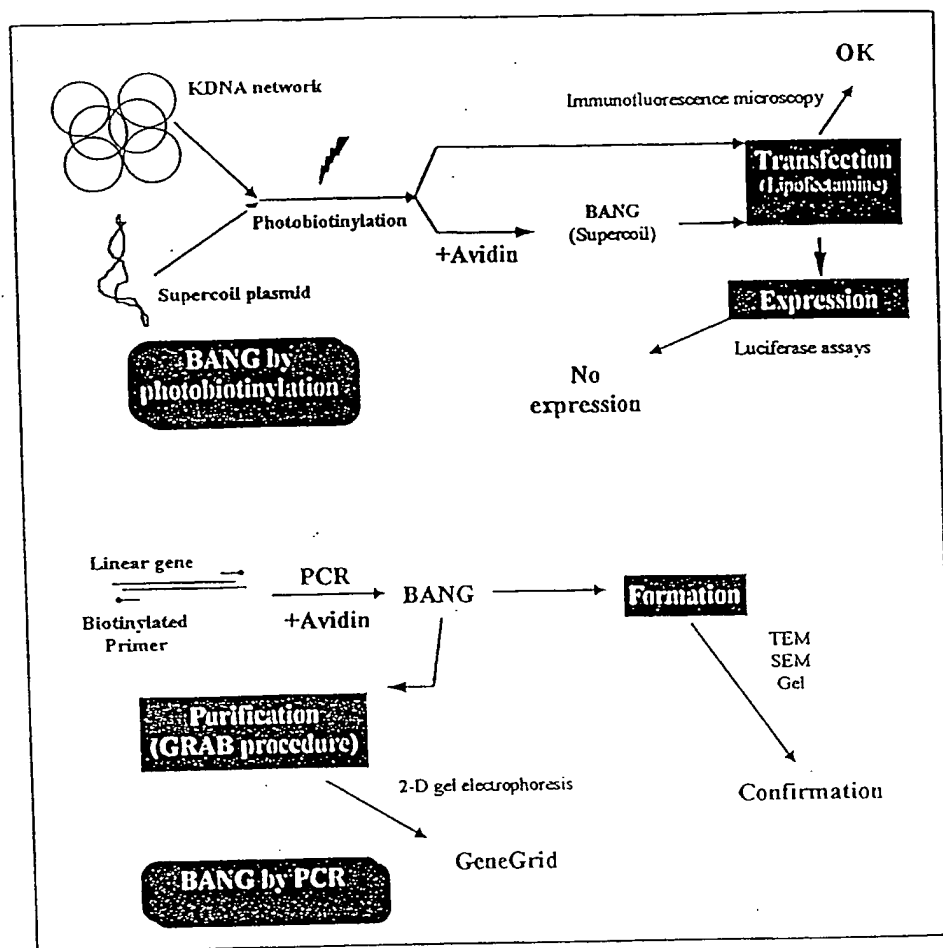 OK
KDNA network
Immunofluorescence microscopy
Transfection
(Lipofectamine)
Photobiotinylation
BANG
(Supercoil)
+Avidin
Supercoil plasmid
Expression
Luciferase assays
BANG by
photobiotinylation
No
expression
Linear gene
PCR
BANG
Formation
+Avidin
Biotinylated
Primer
TEM
SEM
Gel
Purification
(GRAB procedure)
2-D gel electrophoresis
Confirmation
GeneGrid
BANG by PCR